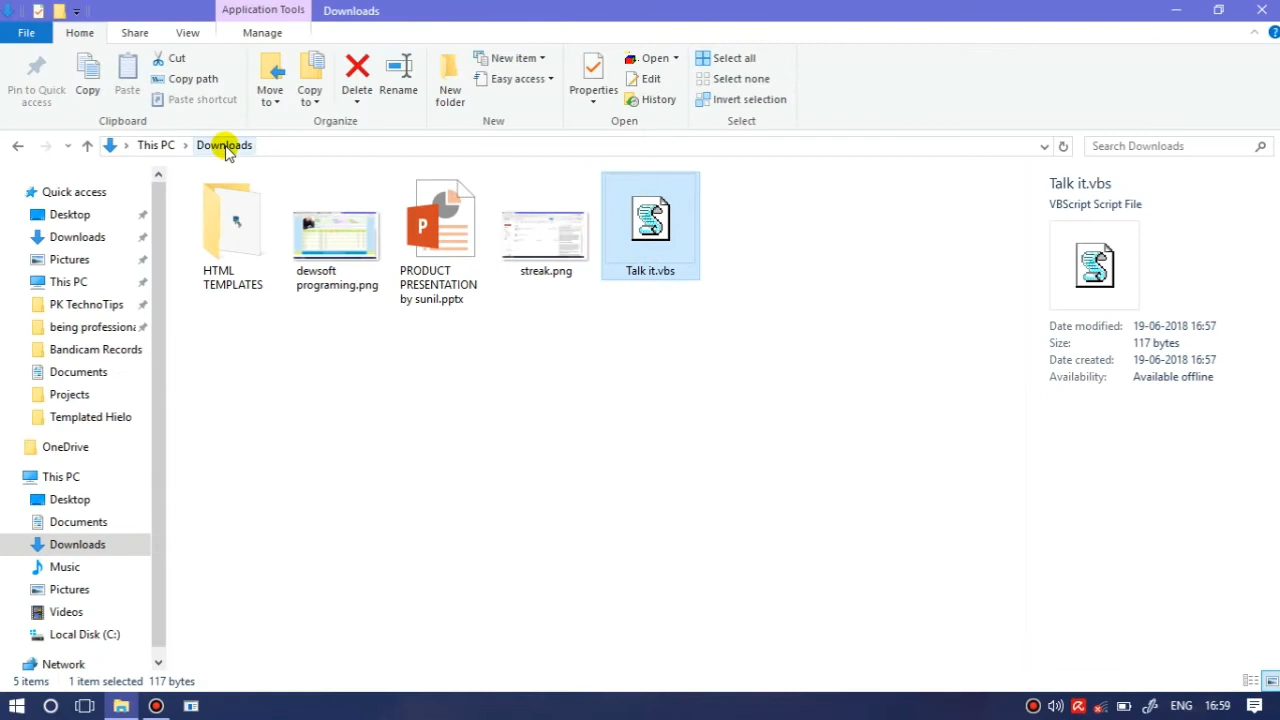 Application Tools
Downloads
File
Home
Share
View
Manage
Pin to Quick
access
Copy
Paste
Cut
Copy path
Paste shortcut
Clipboard
Move
to
Copy
to
Delete
Rename
Organize
New
folder
New item
Easy access
New
Properties
Open
Edit
History
Open
Select all
Select none
Invert selection
Select
This PC
Downloads
Search Downloads
Quick access
Desktop
Downloads
Pictures
This PC
PK TechnoTips
being professiona
Bandicam Records
Documents
Projects
Templated Hielo
OneDrive
This PC
Desktop
Documents
Downloads
Music
Pictures
Videos
Local Disk (C:)
Network
HTML
TEMPLATES
dewsoft
programing.png
P
PRODUCT
PRESENTATION
by sunil.pptx
streak.png
Talk it.vbs
Talk it.vbs
VBScript Script File
Date modified: 19-06-2018 16:57
Size: 117 bytes
Date created: 19-06-2018 16:57
Availability: Available offline
5 items
1 item selected 117 bytes
ENG
16:59